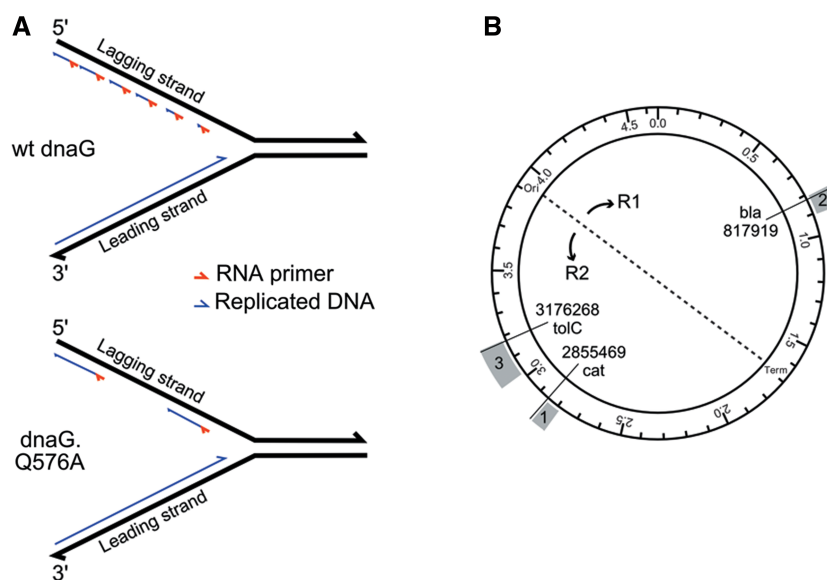 A
5'
Lagging strand
wt dnaG
Leading strand
3'
RNA primer
Replicated DNA
5'
Lagging strand
dnaG.
Q576A
Leading strand
3'
B
0.0
0.5
1.0
1.5
Term
2.0
2.5
3.0
3.5
Ori
4.0
4.5
R1
R2
bla
817919
2
3176268
tolC
3
2855469
cat
1